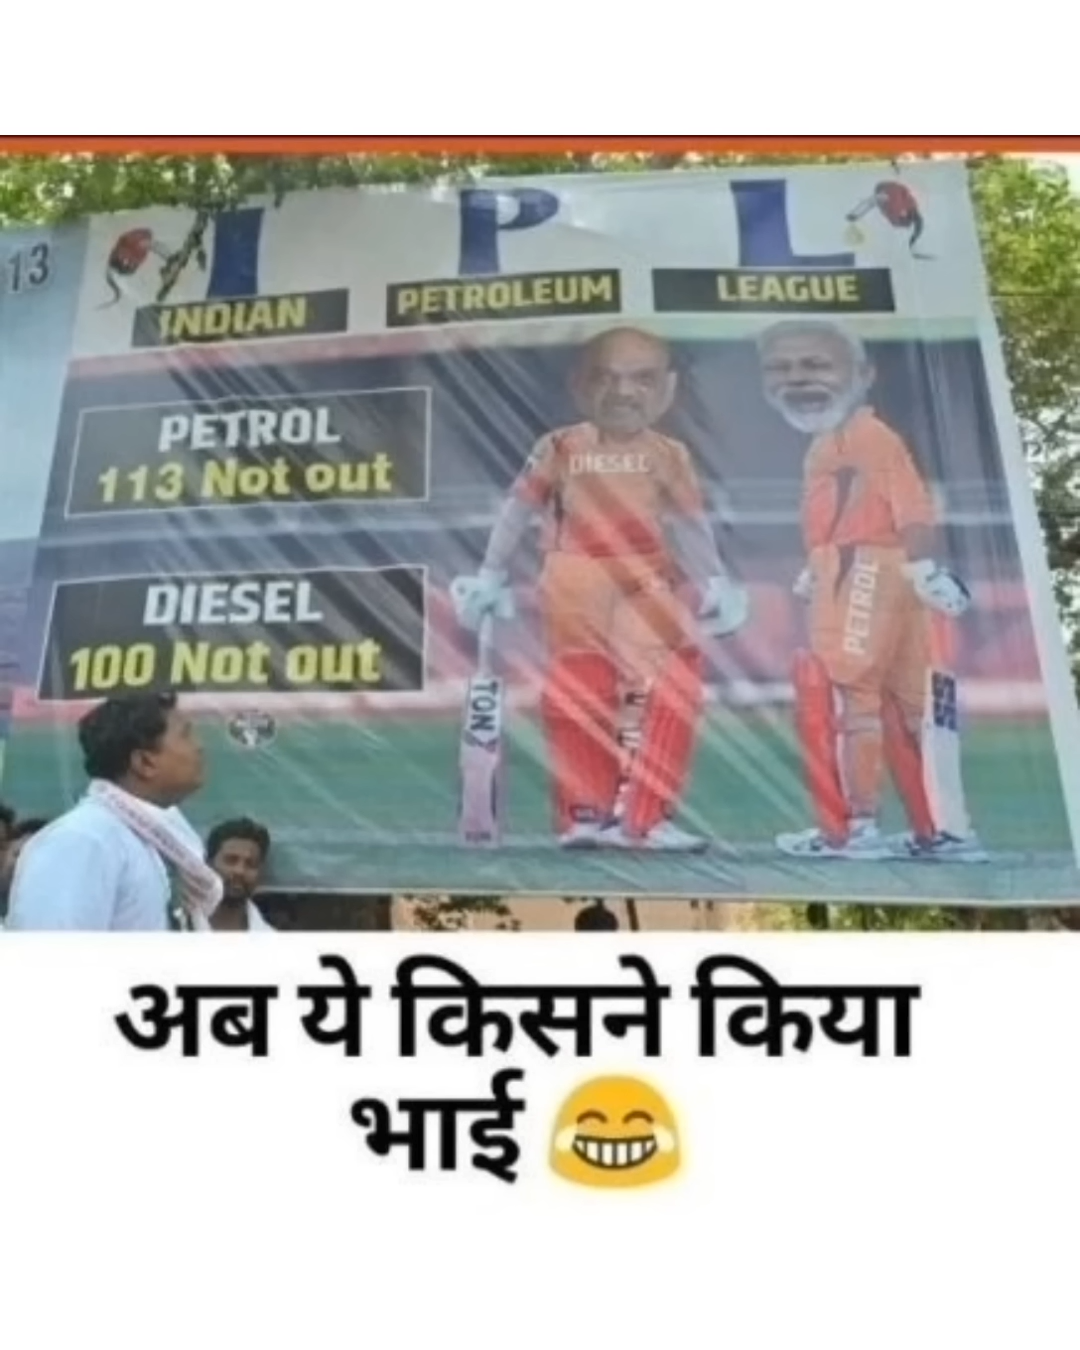 13
I P L
INDIAN PETROLEUM LEAGUE
PETROL
113 Not out
DIESEL
100 Not out
DIESEL
PETROL
TON
SS
अब ये किसने किया
भाई 😂